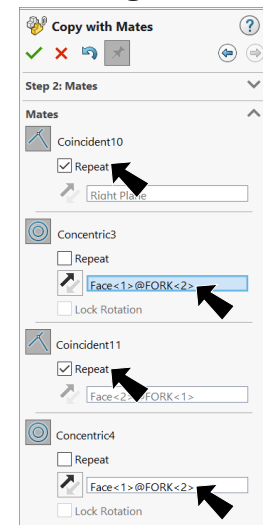 Copy with Mates
?
Step 2: Mates
Mates
Coincident10
Repeat
Right Plane
Concentric3
Repeat
Face<1>@FORK<2>
Lock Rotation
Coincident11
Repeat
Face<2>@FORK<1>
Concentric4
Repeat
Face<1>@FORK<2>
Lock Rotation